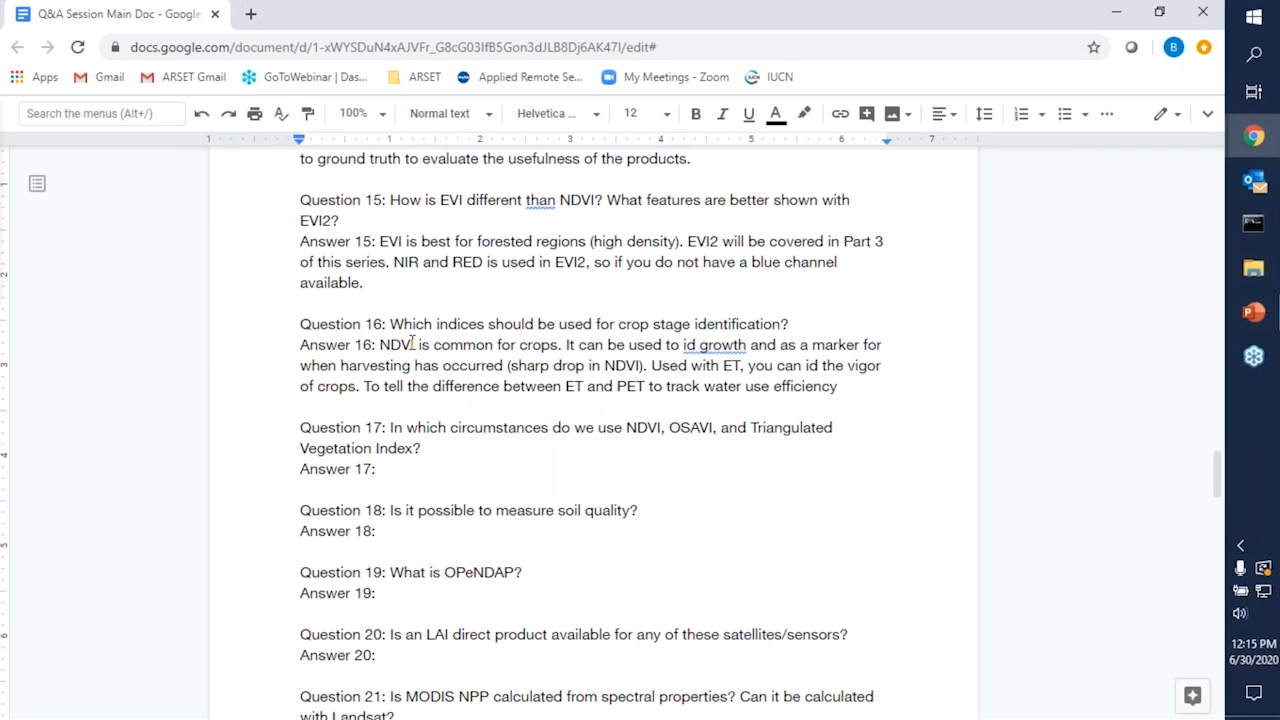 Q&A Session Main Doc - Google
docs.google.com/document/d/1-xWYSDuN4xAJVFr_G8cG03IfB5Gon3dJLB8Dj6AK47I/edit#
B
Apps Gmail ARSET Gmail GoToWebinar | Das... ARSET Applied Remote Se... My Meetings - Zoom IUCN
Search the menus (Alt+/) 100% Normal text Helvetica ... 12 B I U A
1 1 2 3 4 5 6 7
to ground truth to evaluate the usefulness of the products.
Question 15: How is EVI different than NDVI? What features are better shown with
EVI2?
Answer 15: EVI is best for forested regions (high density). EVI2 will be covered in Part 3
of this series. NIR and RED is used in EVI2, so if you do not have a blue channel
available.
Question 16: Which indices should be used for crop stage identification?
Answer 16: NDVI is common for crops. It can be used to id growth and as a marker for
when harvesting has occurred (sharp drop in NDVI). Used with ET, you can id the vigor
of crops. To tell the difference between ET and PET to track water use efficiency
Question 17: In which circumstances do we use NDVI, OSAVI, and Triangulated
Vegetation Index?
Answer 17:
Question 18: Is it possible to measure soil quality?
Answer 18:
Question 19: What is OPeNDAP?
Answer 19:
Question 20: Is an LAI direct product available for any of these satellites/sensors?
Answer 20:
Question 21: Is MODIS NPP calculated from spectral properties? Can it be calculated
with Landsat?
12:15 PM
6/30/2020